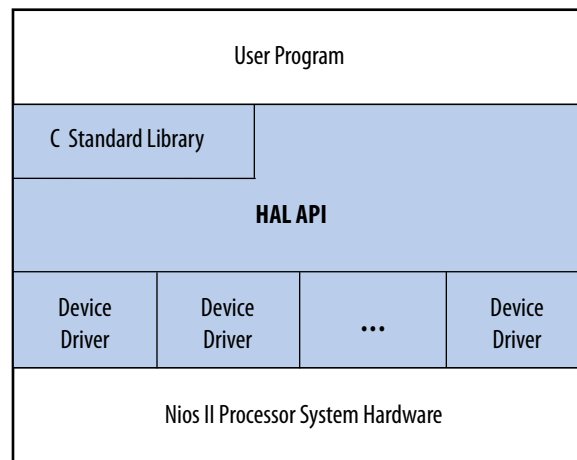 User Program
C Standard Library
HAL API
Device
Driver
Device
Driver
...
Device
Driver
Nios II Processor System Hardware